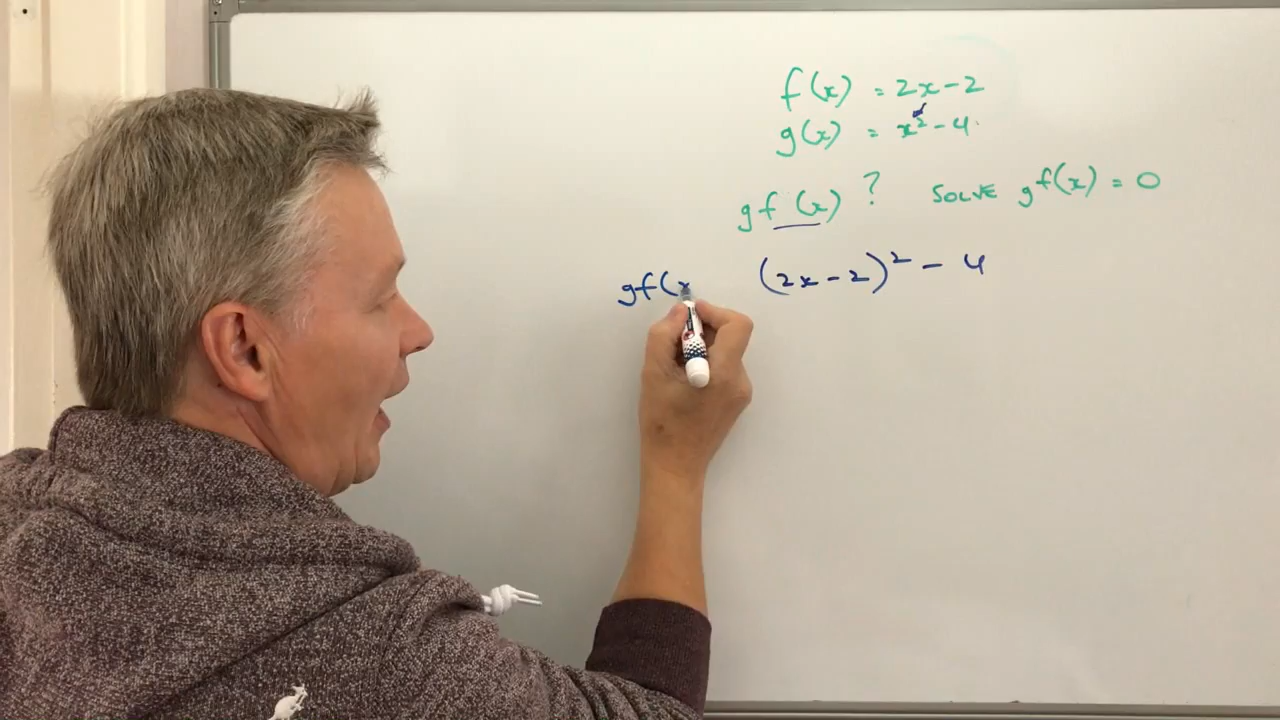 f(x) = 2x-2
g(x) = x²-4.
gf(x) ? SOLVE gf(x) = 0
gf(x (2x-2)² - 4